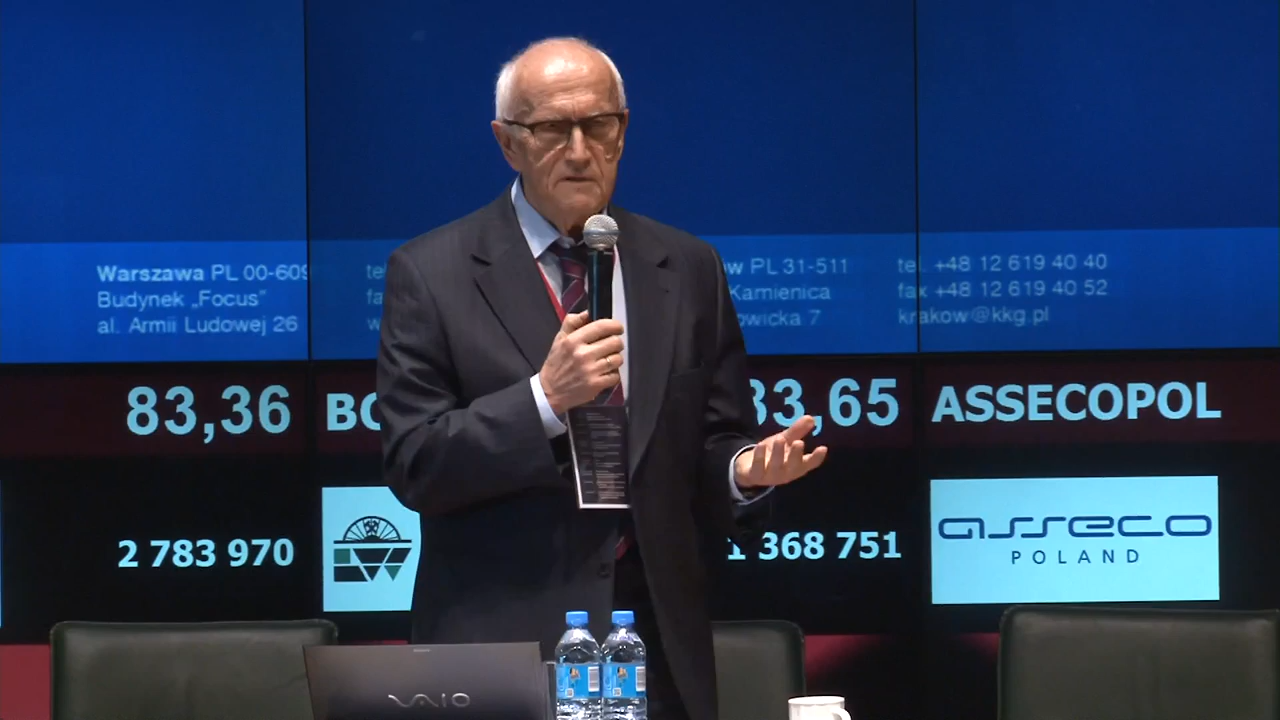 Warszawa PL 00-609
Budynek „Focus”
al. Armii Ludowej 26
PL 31-511
Kamienica
7
tel. +48 12 619 40 40
fax +48 12 619 40 52
krakow@kkg.pl
83,36
83,65
ASSECOPOL
2 783 970
1 368 751
asseco
POLAND
VAIO